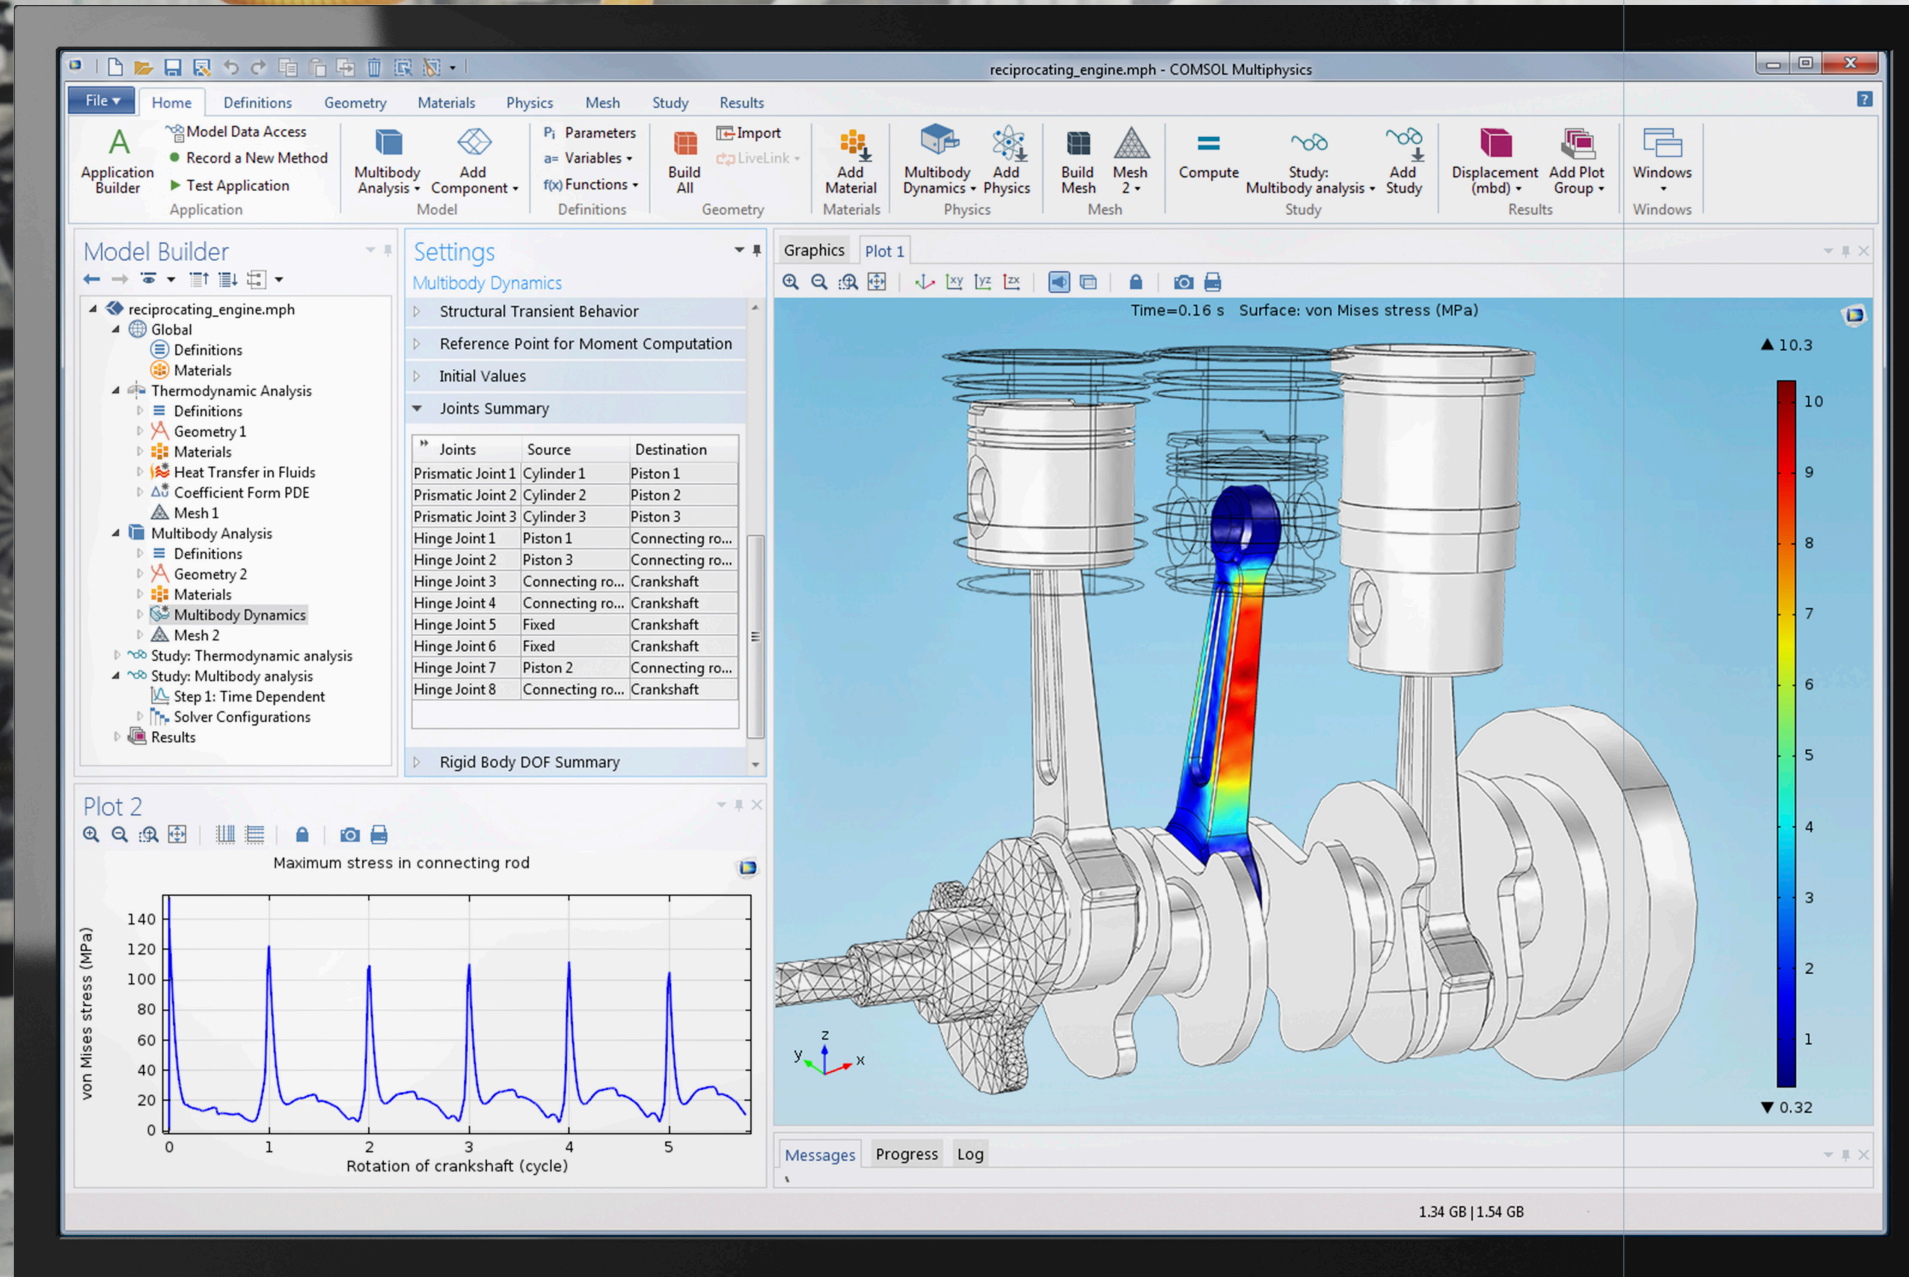 reciprocating_engine.mph - COMSOL Multiphysics
File Home Definitions Geometry Materials Physics Mesh Study Results
Application Builder
Model Data Access
Record a New Method
Test Application
Application
Multibody Analysis
Add Component
Model
Pi Parameters
a= Variables
f(x) Functions
Definitions
Build All
Import
LiveLink
Geometry
Add Material
Materials
Multibody Dynamics
Add Physics
Physics
Build Mesh
Mesh 2
Mesh
Compute
Study: Multibody analysis
Add Study
Study
Displacement (mbd)
Add Plot Group
Results
Windows
Windows
Model Builder
reciprocating_engine.mph
Global
Definitions
Materials
Thermodynamic Analysis
Definitions
Geometry 1
Materials
Heat Transfer in Fluids
Coefficient Form PDE
Mesh 1
Multibody Analysis
Definitions
Geometry 2
Materials
Multibody Dynamics
Mesh 2
Study: Thermodynamic analysis
Study: Multibody analysis
Step 1: Time Dependent
Solver Configurations
Results
Settings
Multibody Dynamics
Structural Transient Behavior
Reference Point for Moment Computation
Initial Values
Joints Summary
Joints Source Destination
Prismatic Joint 1 Cylinder 1 Piston 1
Prismatic Joint 2 Cylinder 2 Piston 2
Prismatic Joint 3 Cylinder 3 Piston 3
Hinge Joint 1 Piston 1 Connecting ro...
Hinge Joint 2 Piston 3 Connecting ro...
Hinge Joint 3 Connecting ro... Crankshaft
Hinge Joint 4 Connecting ro... Crankshaft
Hinge Joint 5 Fixed Crankshaft
Hinge Joint 6 Fixed Crankshaft
Hinge Joint 7 Piston 2 Connecting ro...
Hinge Joint 8 Connecting ro... Crankshaft
Rigid Body DOF Summary
Graphics Plot 1
xy yz zx
Time=0.16 s Surface: von Mises stress (MPa)
▲ 10.3
10
9
8
7
6
5
4
3
2
1
▼ 0.32
z
y
x
Plot 2
Maximum stress in connecting rod
von Mises stress (MPa)
140
120
100
80
60
40
20
0
0 1 2 3 4 5
Rotation of crankshaft (cycle)
Messages Progress Log
1.34 GB | 1.54 GB